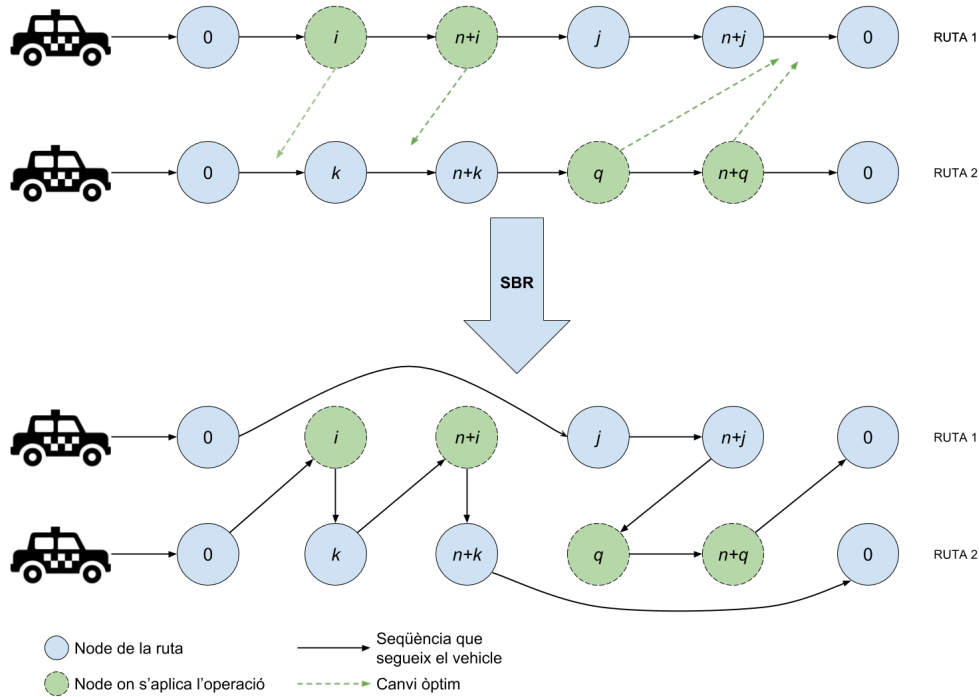 0 i n+i j n+j 0 RUTA 1
0 k n+k q n+q 0 RUTA 2
SBR
0 i n+i j n+j 0 RUTA 1
0 k n+k q n+q 0 RUTA 2
Node de la ruta
Seqüència que
segueix el vehicle
Node on s'aplica l'operació
Canvi òptim